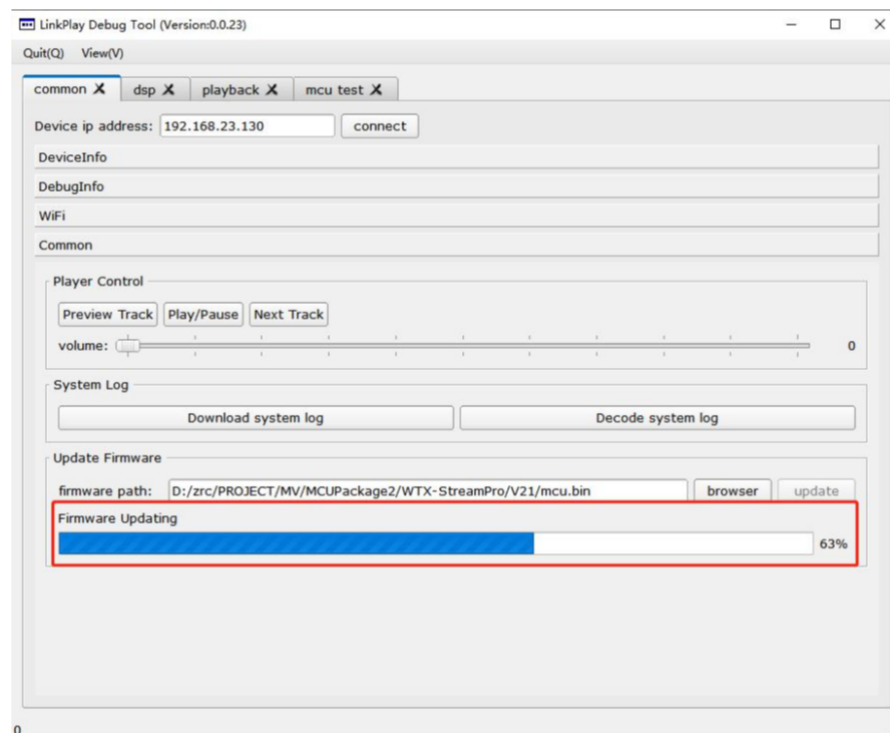 LinkPlay Debug Tool (Version:0.0.23)
Quit(Q) View(V)
common dsp playback mcu test
Device ip address: 192.168.23.130 connect
DeviceInfo
DebugInfo
WiFi
Common
Player Control
Preview Track Play/Pause Next Track
volume: 0
System Log
Download system log Decode system log
Update Firmware
firmware path: D:/zrc/PROJECT/MV/MCUPackage2/WTX-StreamPro/V21/mcu.bin browser update
Firmware Updating
63%
0